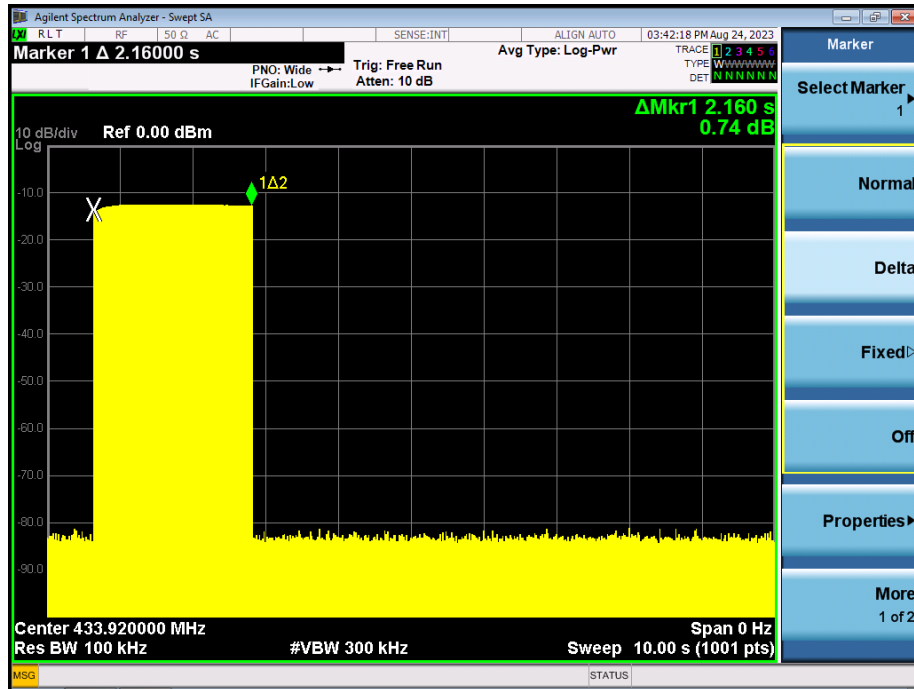 Agilent Spectrum Analyzer - Swept SA
LXI RLT RF 50 Ω AC SENSE:INT ALIGN AUTO 03:42:18 PM Aug 24, 2023
Marker 1 Δ 2.16000 s
PNO: Wide
IFGain:Low
Trig: Free Run
Atten: 10 dB
Avg Type: Log-Pwr
TRACE 1 2 3 4 5 6
TYPE WWWWWW
DET N N N N N N
ΔMkr1 2.160 s
0.74 dB
10 dB/div Ref 0.00 dBm
Log
1Δ2
-10.0
-20.0
-30.0
-40.0
-50.0
-60.0
-70.0
-80.0
-90.0
Center 433.920000 MHz Span 0 Hz
Res BW 100 kHz #VBW 300 kHz Sweep 10.00 s (1001 pts)
MSG STATUS
Marker
Select Marker
1
Normal
Delta
Fixed
Off
Properties
More
1 of 2